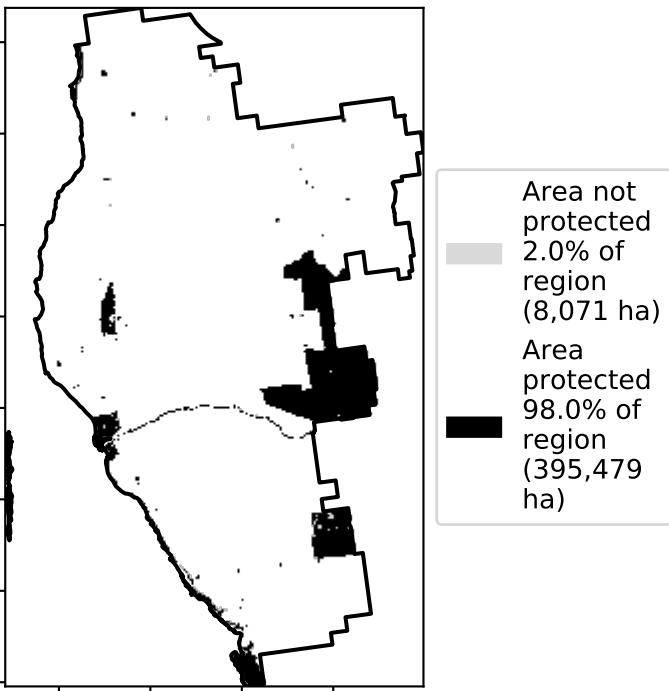 Area not
protected
2.0% of
region
(8,071 ha)
Area
protected
98.0% of
region
(395,479
ha)